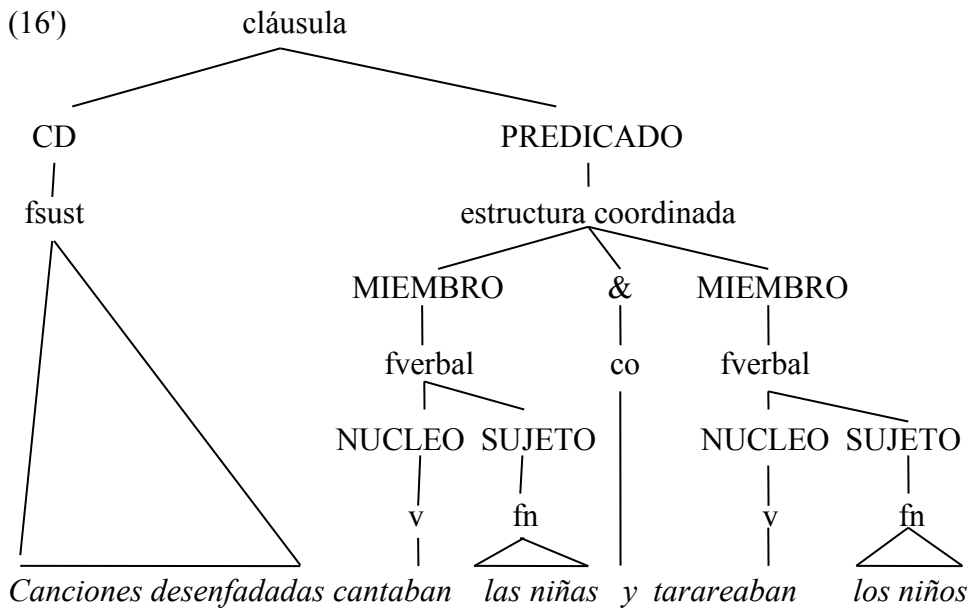 (16') cláusula
CD PREDICADO
fsust estructura coordinada
MIEMBRO & MIEMBRO
fverbal co fverbal
NUCLEO SUJETO NUCLEO SUJETO
v fn v fn
Canciones desenfadadas cantaban las niñas y tarareaban los niños